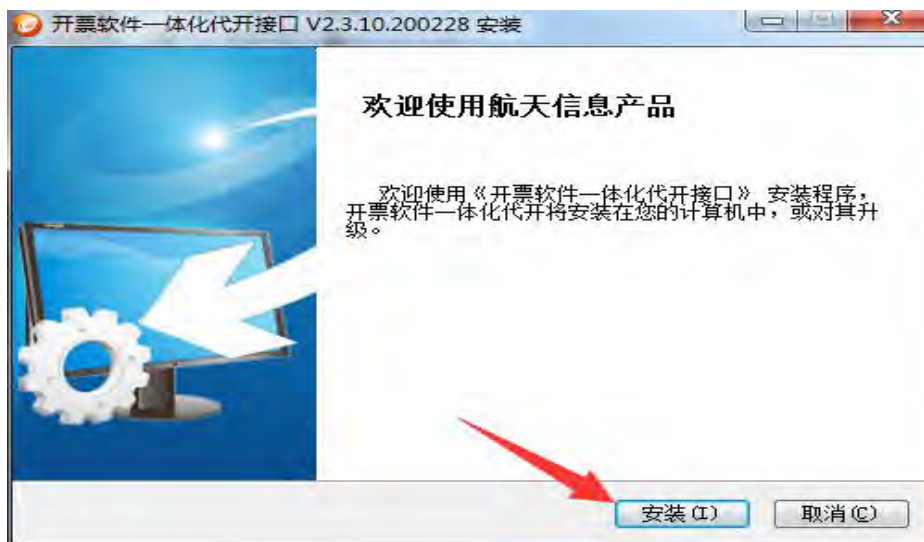 开票软件一体化代开接口 V2.3.10.200228 安装
欢迎使用航天信息产品
欢迎使用《开票软件一体化代开接口》 安装程序，
开票软件一体化代开将安装在您的计算机中，或对其升
级。
安装(I)
取消(C)